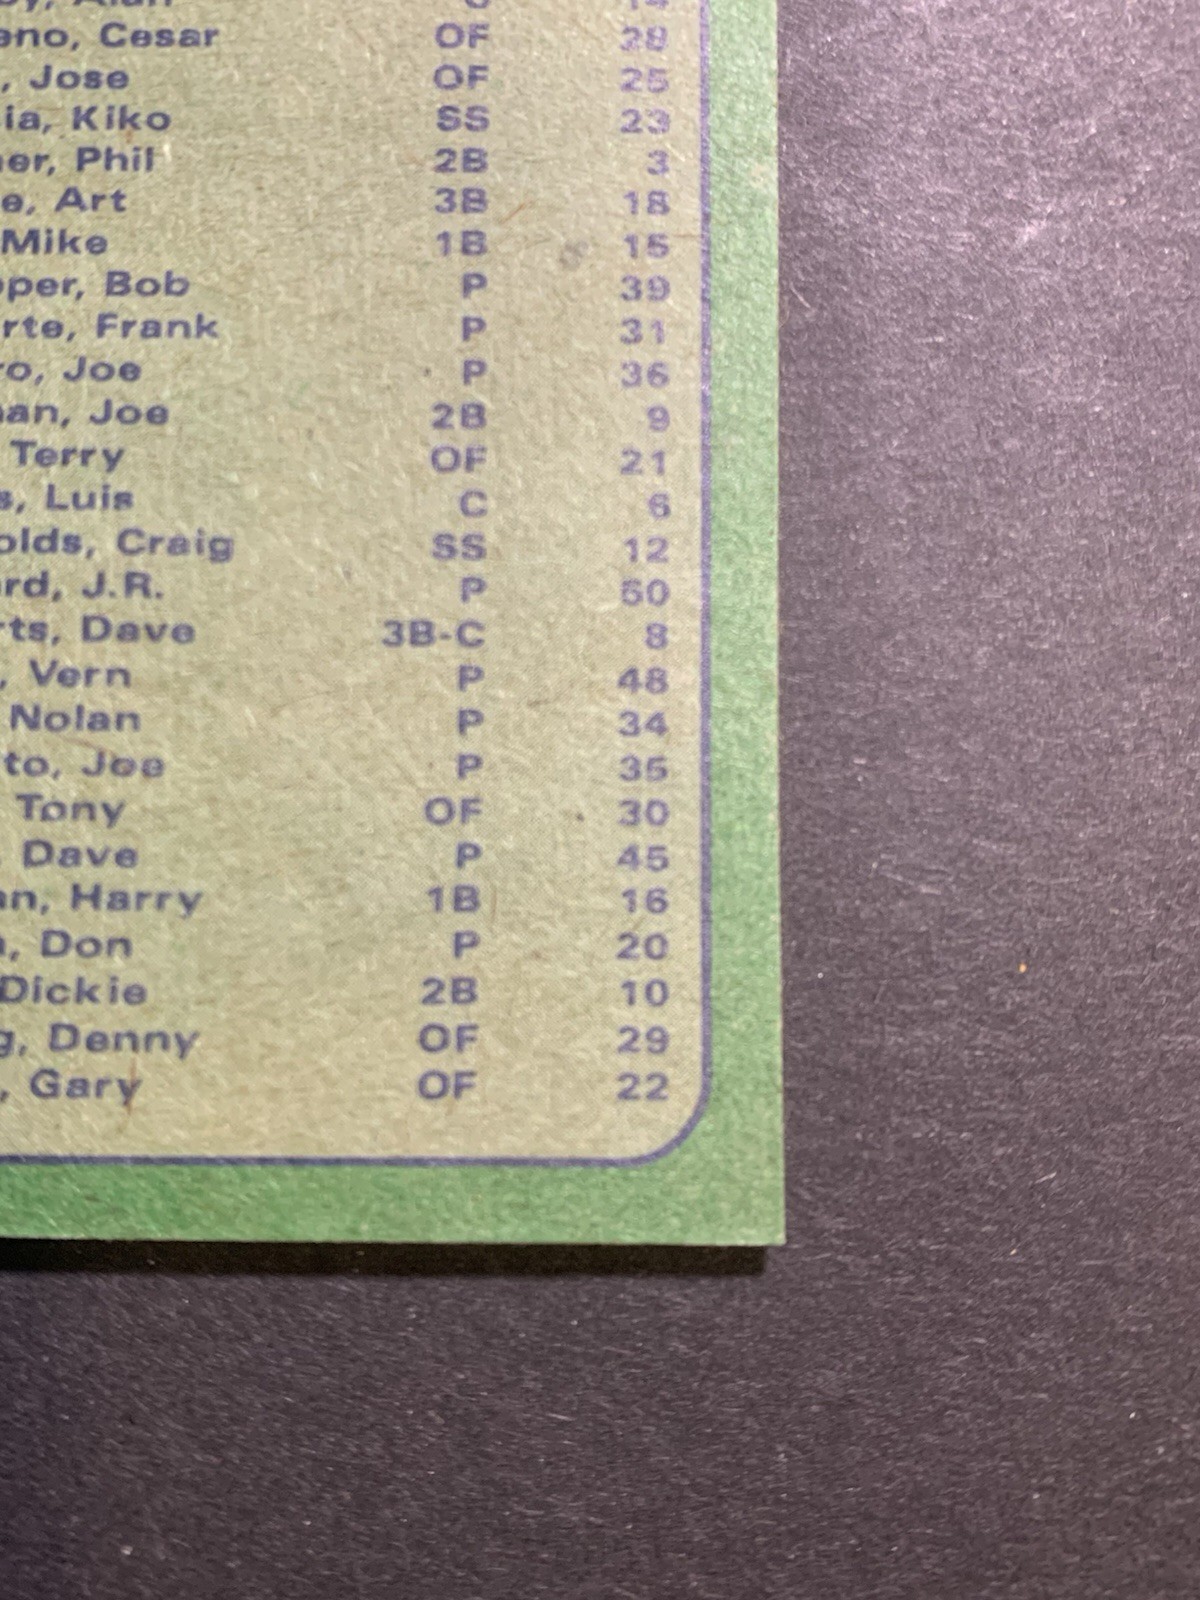 eno, Cesar OF 28
, Jose OF 25
ia, Kiko SS 23
er, Phil 2B 3
e, Art 3B 18
Mike 1B 15
pper, Bob P 39
rte, Frank P 31
ro, Joe P 36
an, Joe 2B 9
Terry OF 21
s, Luis C 6
olds, Craig SS 12
ard, J.R. P 50
rts, Dave 3B-C 8
, Vern P 48
Nolan P 34
to, Joe P 35
Tony OF 30
Dave P 45
an, Harry 1B 16
, Don P 20
Dickie 2B 10
g, Denny OF 29
, Gary OF 22